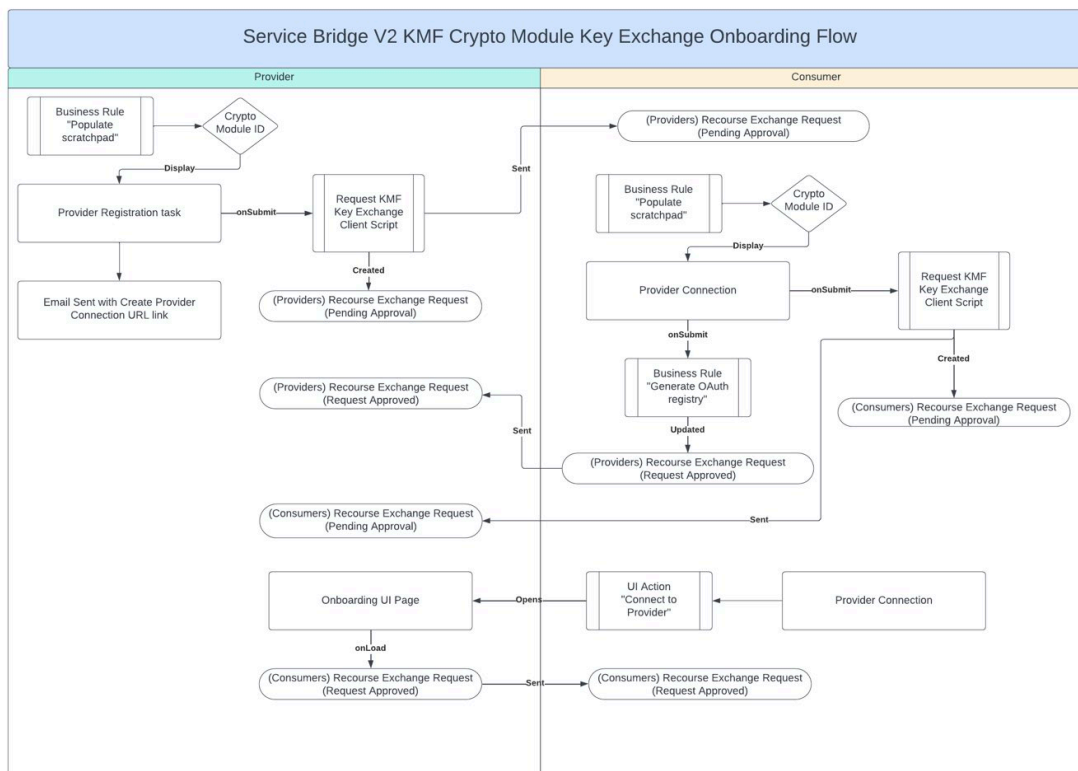 Service Bridge V2 KMF Crypto Module Key Exchange Onboarding Flow
Provider
Consumer
Business Rule
"Populate
scratchpad"
Crypto
Module ID
Display
Provider Registration task
onSubmit
Request KMF
Key Exchange
Client Script
Sent
(Providers) Recourse Exchange Request
(Pending Approval)
Created
(Providers) Recourse Exchange Request
(Pending Approval)
Email Sent with Create Provider
Connection URL link
Business Rule
"Populate
scratchpad"
Crypto
Module ID
Display
Provider Connection
onSubmit
Request KMF
Key Exchange
Client Script
onSubmit
Created
Business Rule
"Generate OAuth
registry"
(Consumers) Recourse Exchange Request
(Pending Approval)
Updated
(Providers) Recourse Exchange Request
(Request Approved)
Sent
(Providers) Recourse Exchange Request
(Request Approved)
Sent
(Consumers) Recourse Exchange Request
(Pending Approval)
Provider Connection
UI Action
"Connect to
Provider"
Opens
Onboarding UI Page
onLoad
(Consumers) Recourse Exchange Request
(Request Approved)
Sent
(Consumers) Recourse Exchange Request
(Request Approved)